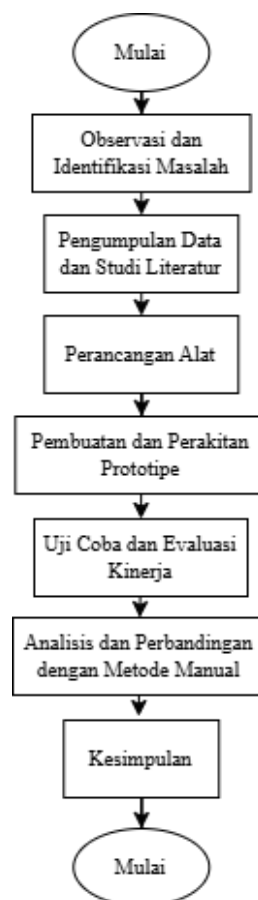 Mulai
Observasi dan
Identifikasi Masalah
Pengumpulan Data
dan Studi Literatur
Perancangan Alat
Pembuatan dan Perakitan
Prototipe
Uji Coba dan Evaluasi
Kinerja
Analisis dan Perbandingan
dengan Metode Manual
Kesimpulan
Mulai